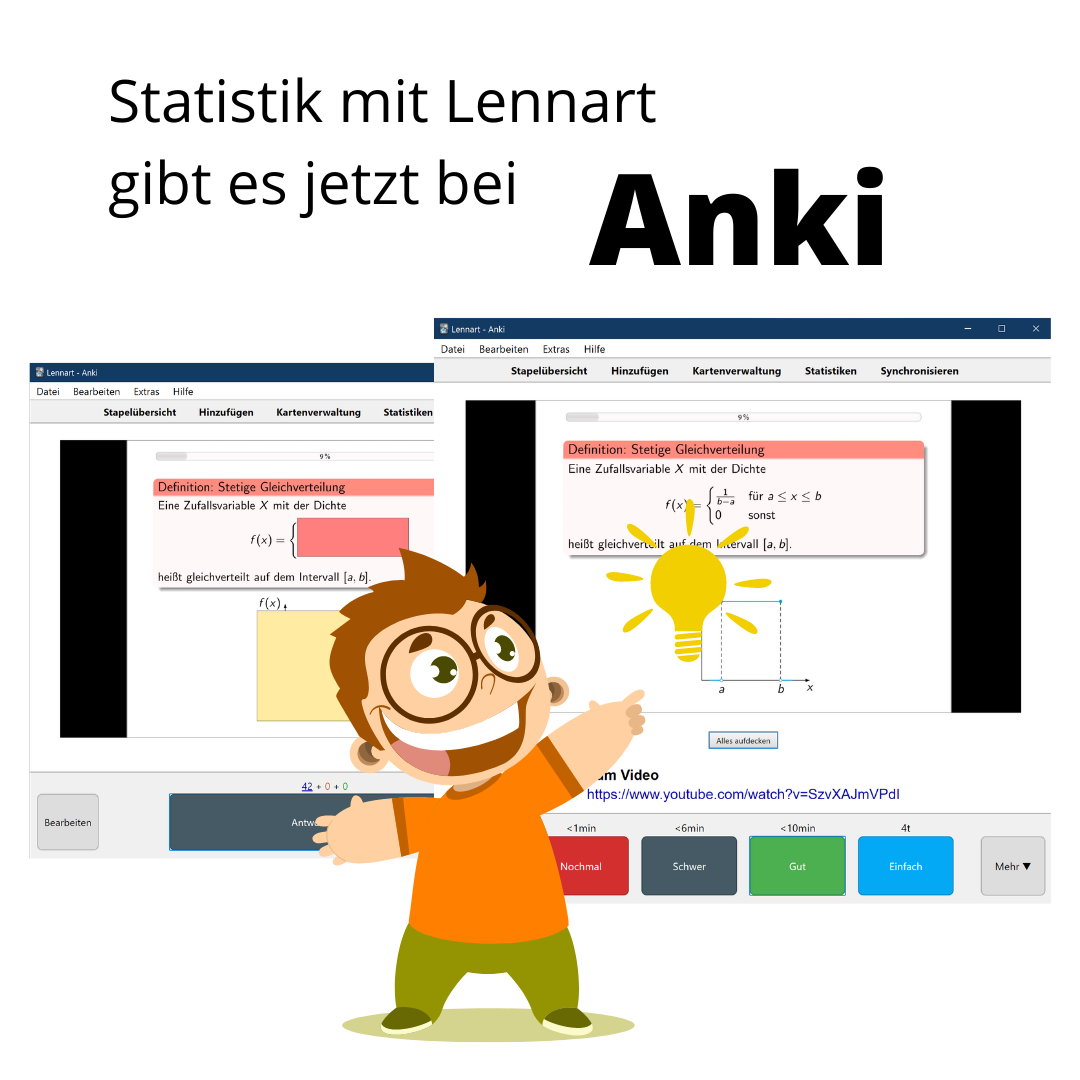 Statistik mit Lennart
gibt es jetzt bei
Anki
Lennart - Anki
Datei Bearbeiten Extras Hilfe
Stapelübersicht Hinzufügen Kartenverwaltung Statistiken
9%
Definition: Stetige Gleichverteilung
Eine Zufallsvariable X mit der Dichte
f(x) = {
heißt gleichverteilt auf dem Intervall [a, b].
f(x)
42 + 0 + 0
Bearbeiten
Lennart - Anki
Datei Bearbeiten Extras Hilfe
Stapelübersicht Hinzufügen Kartenverwaltung Statistiken Synchronisieren
9%
Definition: Stetige Gleichverteilung
Eine Zufallsvariable X mit der Dichte
f(x) = { 1/(b−a) für a ≤ x ≤ b
0 sonst
heißt gleichverteilt auf dem Intervall [a, b].
a b x
Alles aufdecken
Video
https://www.youtube.com/watch?v=SzvXAJmVPdI
<1min <6min <10min 4t
Nochmal Schwer Gut Einfach Mehr ▼